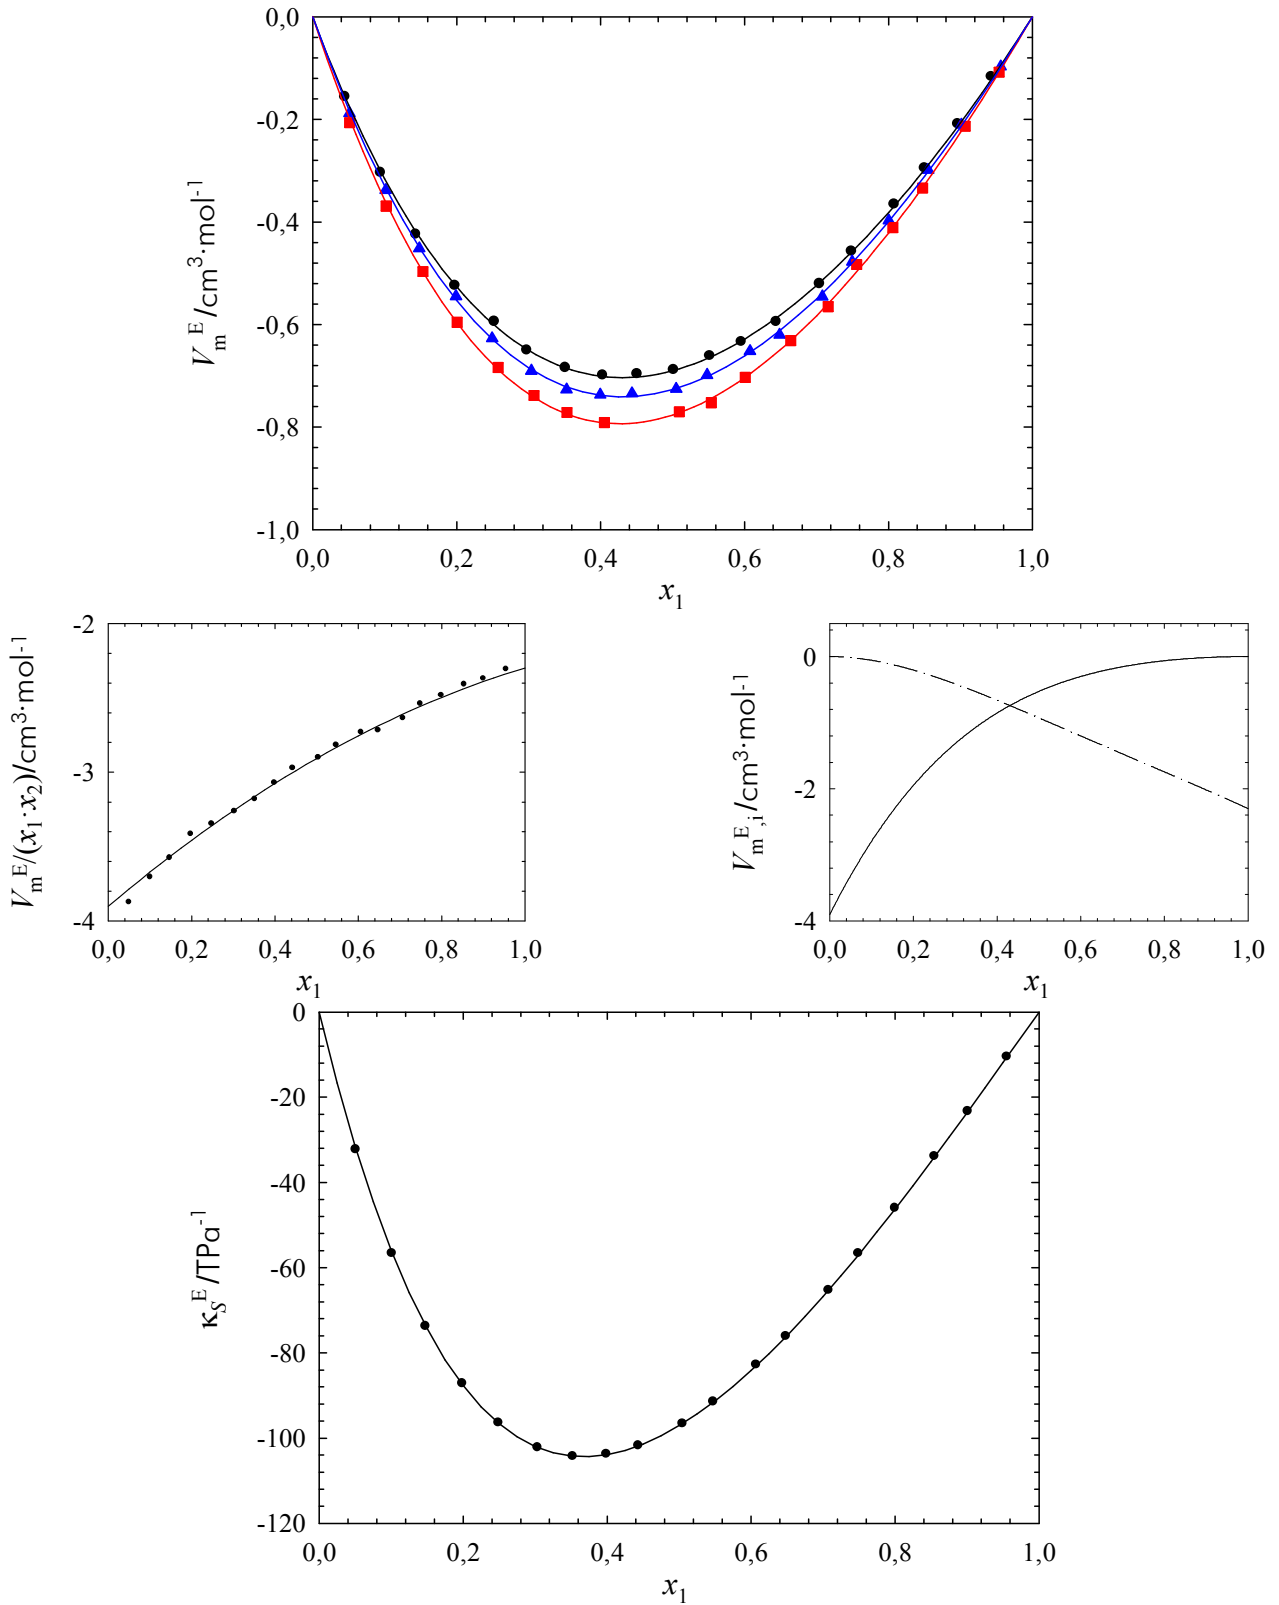 0,0
-0,2
-0,4
-0,6
-0,8
-1,0
V_m^E /cm^3·mol^-1
0,0 0,2 0,4 0,6 0,8 1,0
x_1
-2
-3
-4
V_m^E/(x_1·x_2)/cm^3·mol^-1
0,0 0,2 0,4 0,6 0,8 1,0
x_1
0
-2
-4
V_m^E,i /cm^3·mol^-1
0,0 0,2 0,4 0,6 0,8 1,0
x_1
0
-20
-40
-60
-80
-100
-120
κ_S^E /TPa^-1
0,0 0,2 0,4 0,6 0,8 1,0
x_1